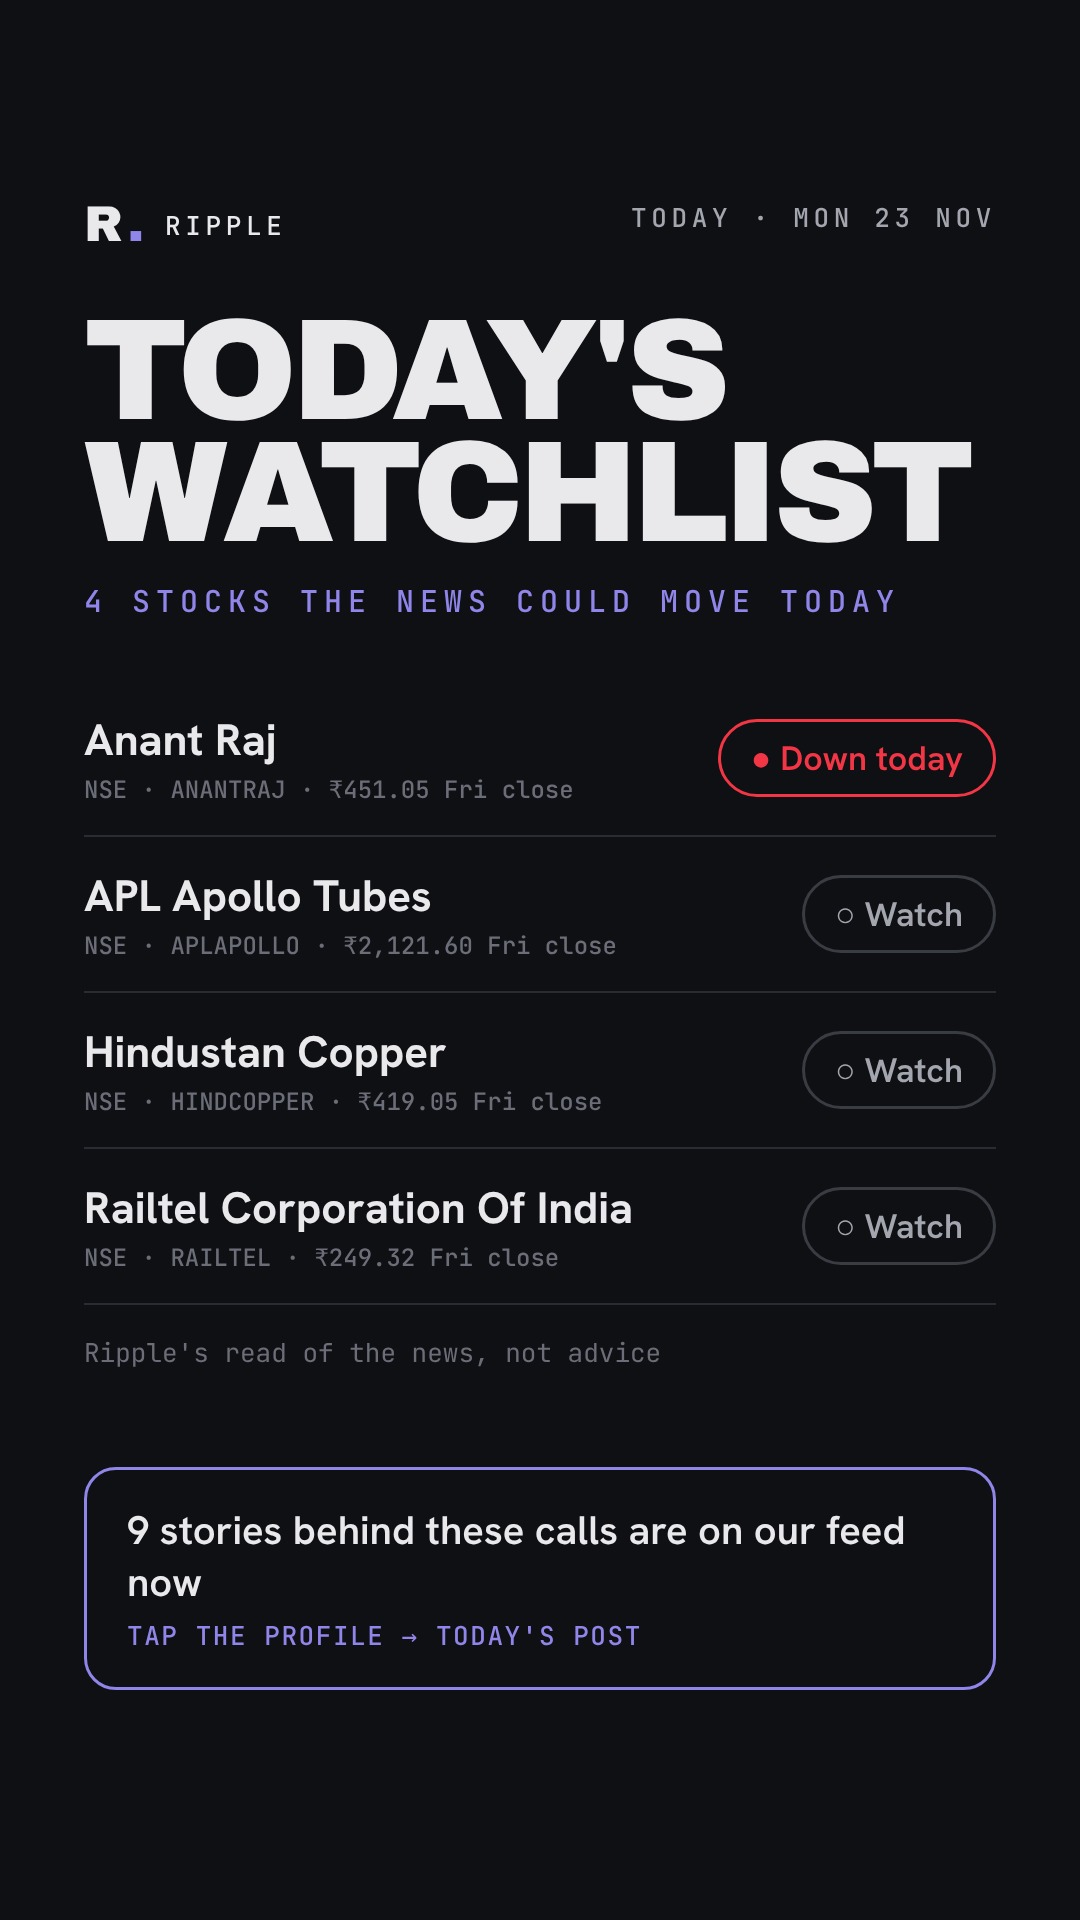 R. RIPPLE
TODAY · MON 23 NOV
TODAY'S
WATCHLIST
4 STOCKS THE NEWS COULD MOVE TODAY
Anant Raj
● Down today
NSE · ANANTRAJ · ₹451.05 Fri close
APL Apollo Tubes
○ Watch
NSE · APLAPOLLO · ₹2,121.60 Fri close
Hindustan Copper
○ Watch
NSE · HINDCOPPER · ₹419.05 Fri close
Railtel Corporation Of India
○ Watch
NSE · RAILTEL · ₹249.32 Fri close
Ripple's read of the news, not advice
9 stories behind these calls are on our feed
now
TAP THE PROFILE → TODAY'S POST